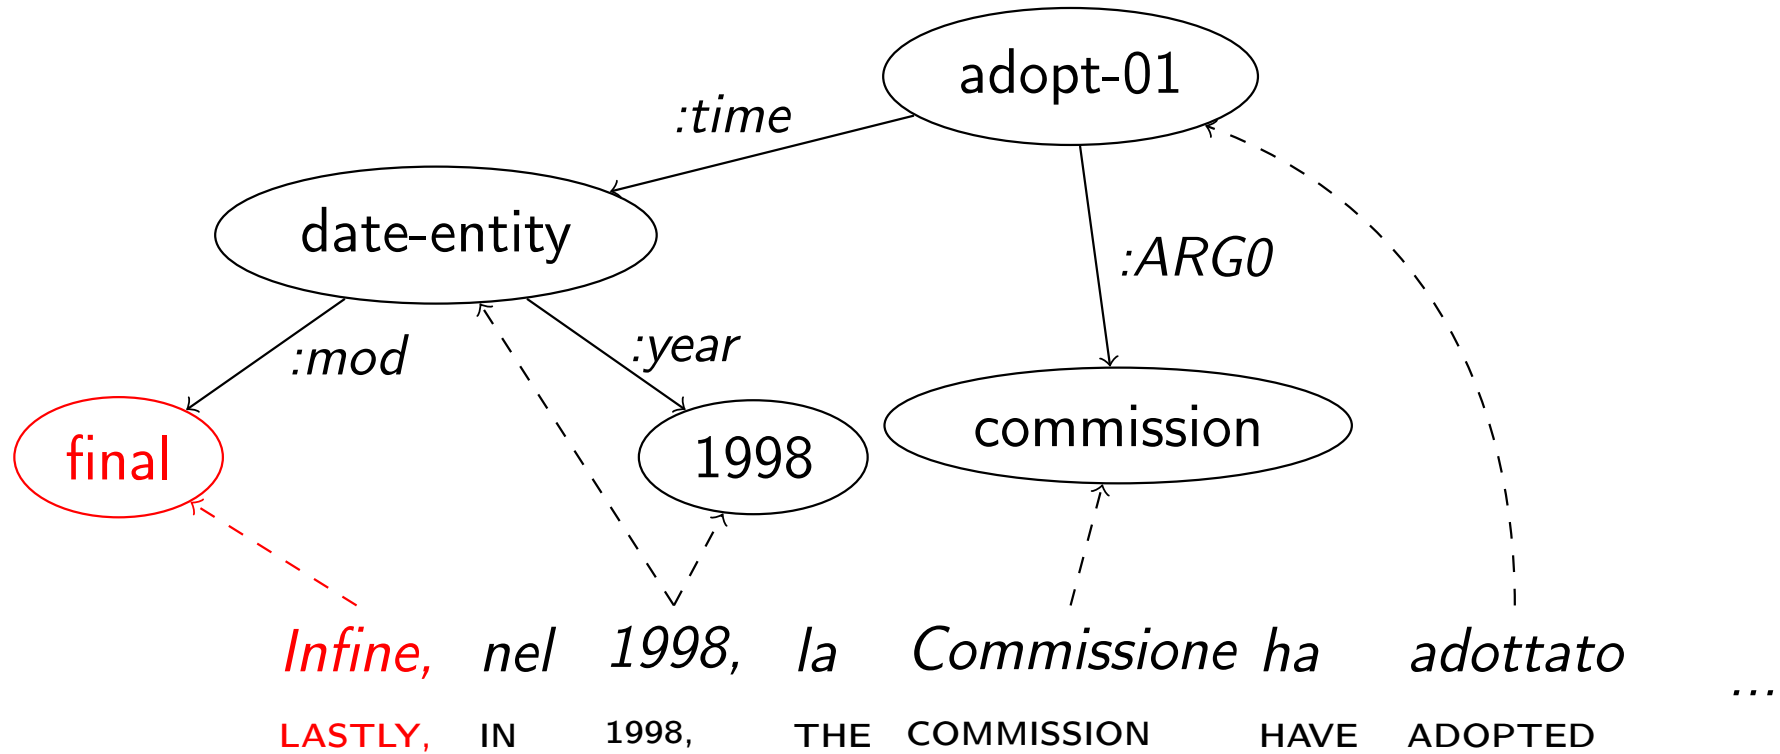 adopt-01
:time
date-entity
:ARG0
:mod
:year
final
1998
commission
Infine, nel 1998, la Commissione ha adottato ...
LASTLY, IN 1998, THE COMMISSION HAVE ADOPTED